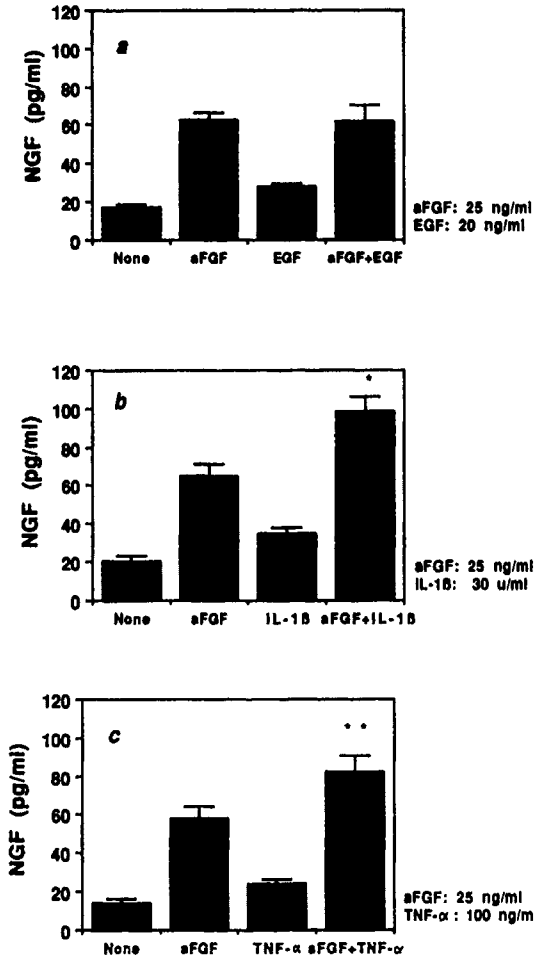 a
NGF (pg/ml)
120
100
80
60
40
20
0
None aFGF EGF aFGF+EGF
aFGF: 25 ng/ml
EGF: 20 ng/ml
b
NGF (pg/ml)
120
100
80
60
40
20
0
*
None aFGF IL-1β aFGF+IL-1β
aFGF: 25 ng/ml
IL-1β: 30 u/ml
c
NGF (pg/ml)
120
100
80
60
40
20
0
* *
None aFGF TNF-α aFGF+TNF-α
aFGF: 25 ng/ml
TNF-α: 100 ng/m